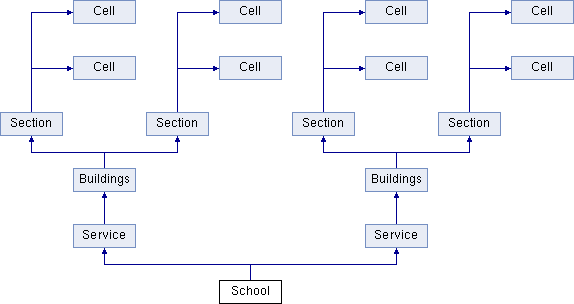 Cell Cell Cell Cell
Cell Cell Cell Cell
Section Section Section Section
Buildings Buildings
Service Service
School